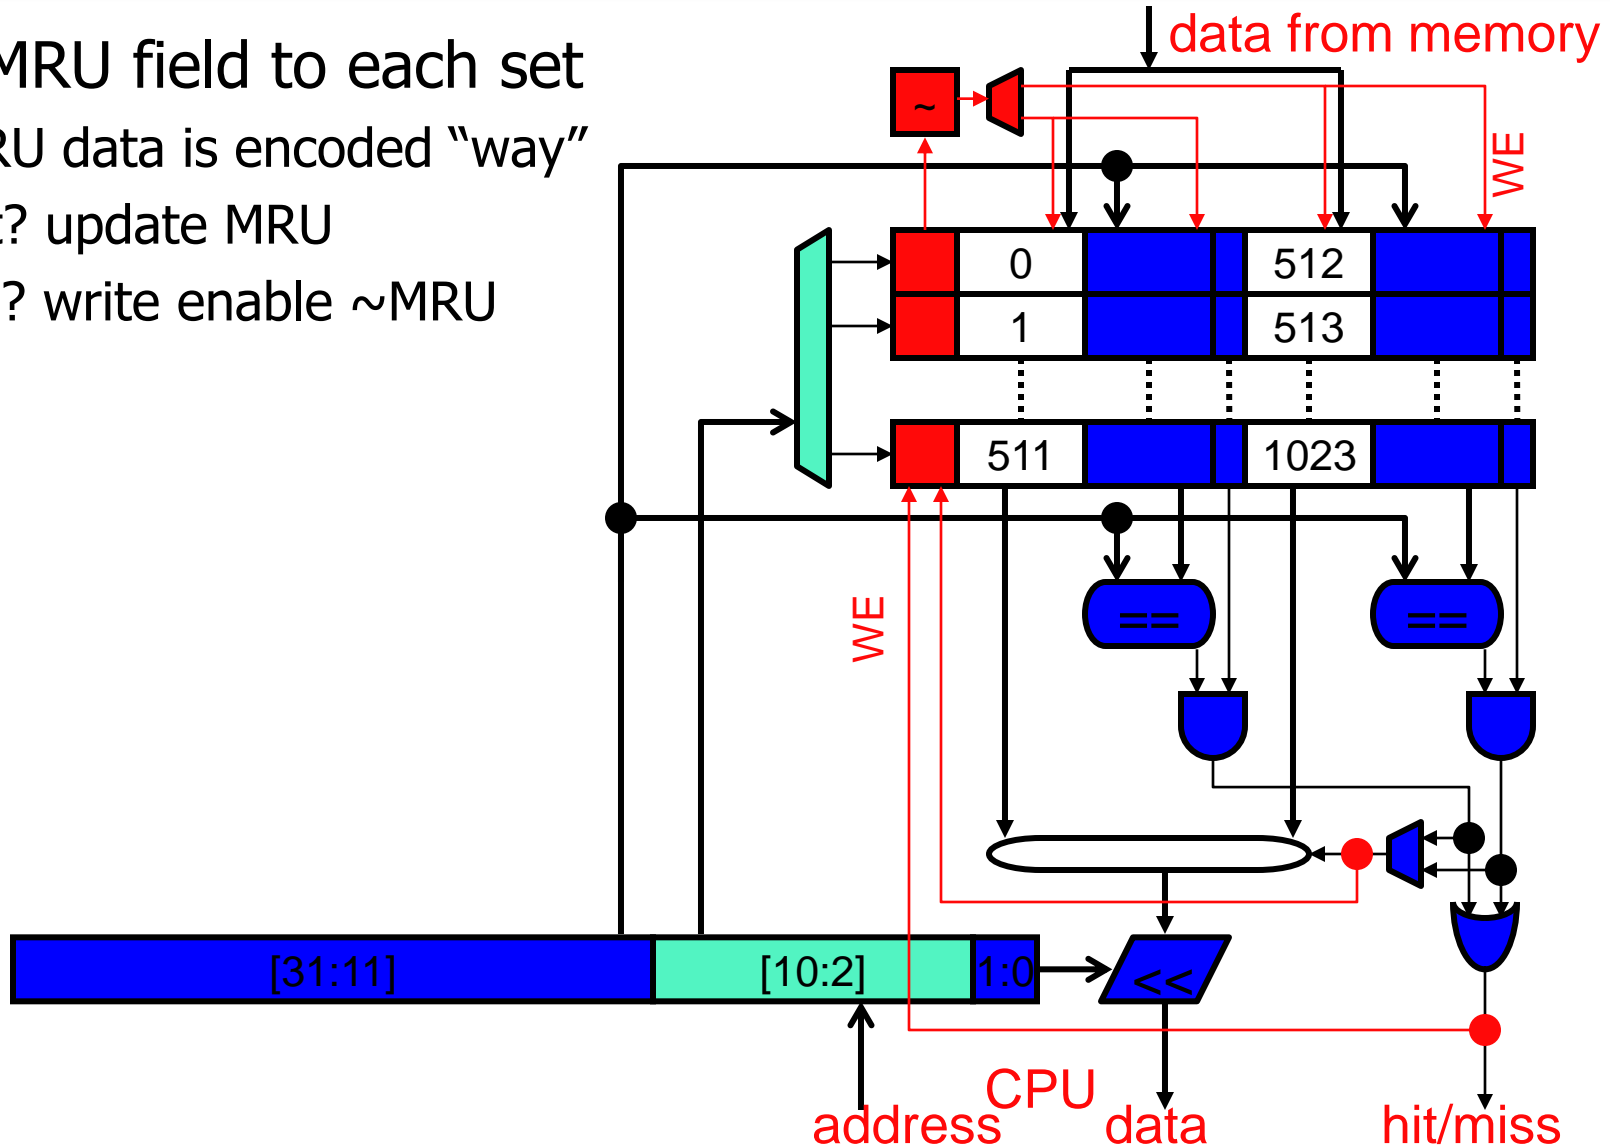 MRU field to each set
RU data is encoded “way”
t? update MRU
? write enable ~MRU
data from memory
~
WE
0
512
1
513
511
1023
WE
==
==
[31:11]
[10:2]
1:0
<<
CPU
address
data
hit/miss